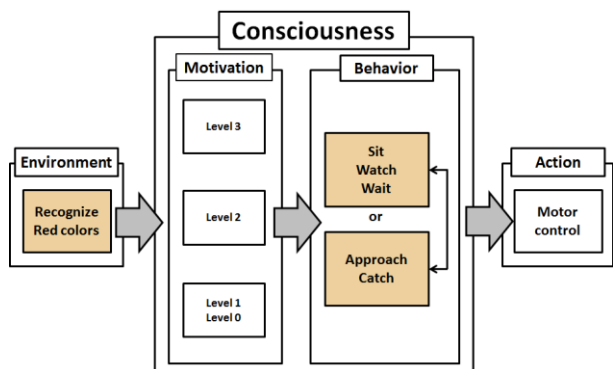 Consciousness
Motivation
Behavior
Level 3
Level 2
Level 1
Level 0
Environment
Recognize
Red colors
Sit
Watch
Wait
or
Approach
Catch
Action
Motor
control